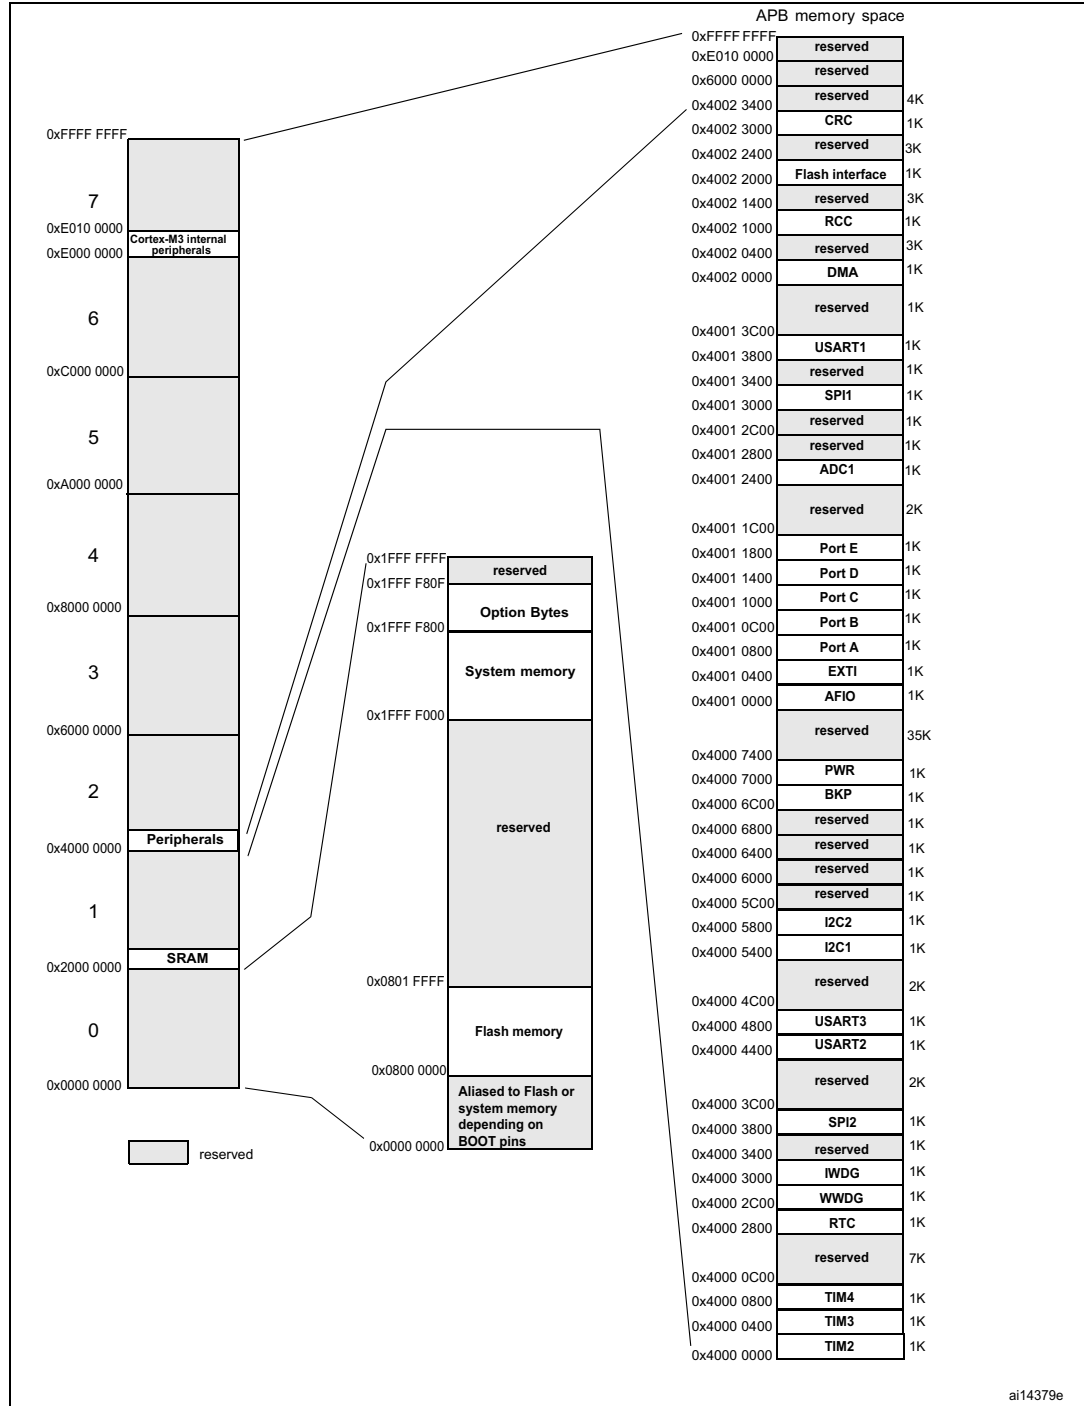 APB memory space
0xFFFF FFFF
7
0xE010 0000
Cortex-M3 internal
peripherals
0xE000 0000
6
0xC000 0000
5
0xA000 0000
4
0x8000 0000
3
0x6000 0000
2
Peripherals
0x4000 0000
1
SRAM
0x2000 0000
0
0x0000 0000
reserved
0x1FFF FFFF
reserved
0x1FFF F80F
Option Bytes
0x1FFF F800
System memory
0x1FFF F000
reserved
0x0801 FFFF
Flash memory
0x0800 0000
Aliased to Flash or
system memory
depending on
BOOT pins
0x0000 0000
0xFFFF FFFF
reserved
0xE010 0000
reserved
0x6000 0000
reserved 4K
0x4002 3400
CRC 1K
0x4002 3000
reserved 3K
0x4002 2400
Flash interface 1K
0x4002 2000
reserved 3K
0x4002 1400
RCC 1K
0x4002 1000
reserved 3K
0x4002 0400
DMA 1K
0x4002 0000
reserved 1K
0x4001 3C00
USART1 1K
0x4001 3800
reserved 1K
0x4001 3400
SPI1 1K
0x4001 3000
reserved 1K
0x4001 2C00
reserved 1K
0x4001 2800
ADC1 1K
0x4001 2400
reserved 2K
0x4001 1C00
Port E 1K
0x4001 1800
Port D 1K
0x4001 1400
Port C 1K
0x4001 1000
Port B 1K
0x4001 0C00
Port A 1K
0x4001 0800
EXTI 1K
0x4001 0400
AFIO 1K
0x4001 0000
reserved 35K
0x4000 7400
PWR 1K
0x4000 7000
BKP 1K
0x4000 6C00
reserved 1K
0x4000 6800
reserved 1K
0x4000 6400
reserved 1K
0x4000 6000
reserved 1K
0x4000 5C00
I2C2 1K
0x4000 5800
I2C1 1K
0x4000 5400
reserved 2K
0x4000 4C00
USART3 1K
0x4000 4800
USART2 1K
0x4000 4400
reserved 2K
0x4000 3C00
SPI2 1K
0x4000 3800
reserved 1K
0x4000 3400
IWDG 1K
0x4000 3000
WWDG 1K
0x4000 2C00
RTC 1K
0x4000 2800
reserved 7K
0x4000 0C00
TIM4 1K
0x4000 0800
TIM3 1K
0x4000 0400
TIM2 1K
0x4000 0000
ai14379e